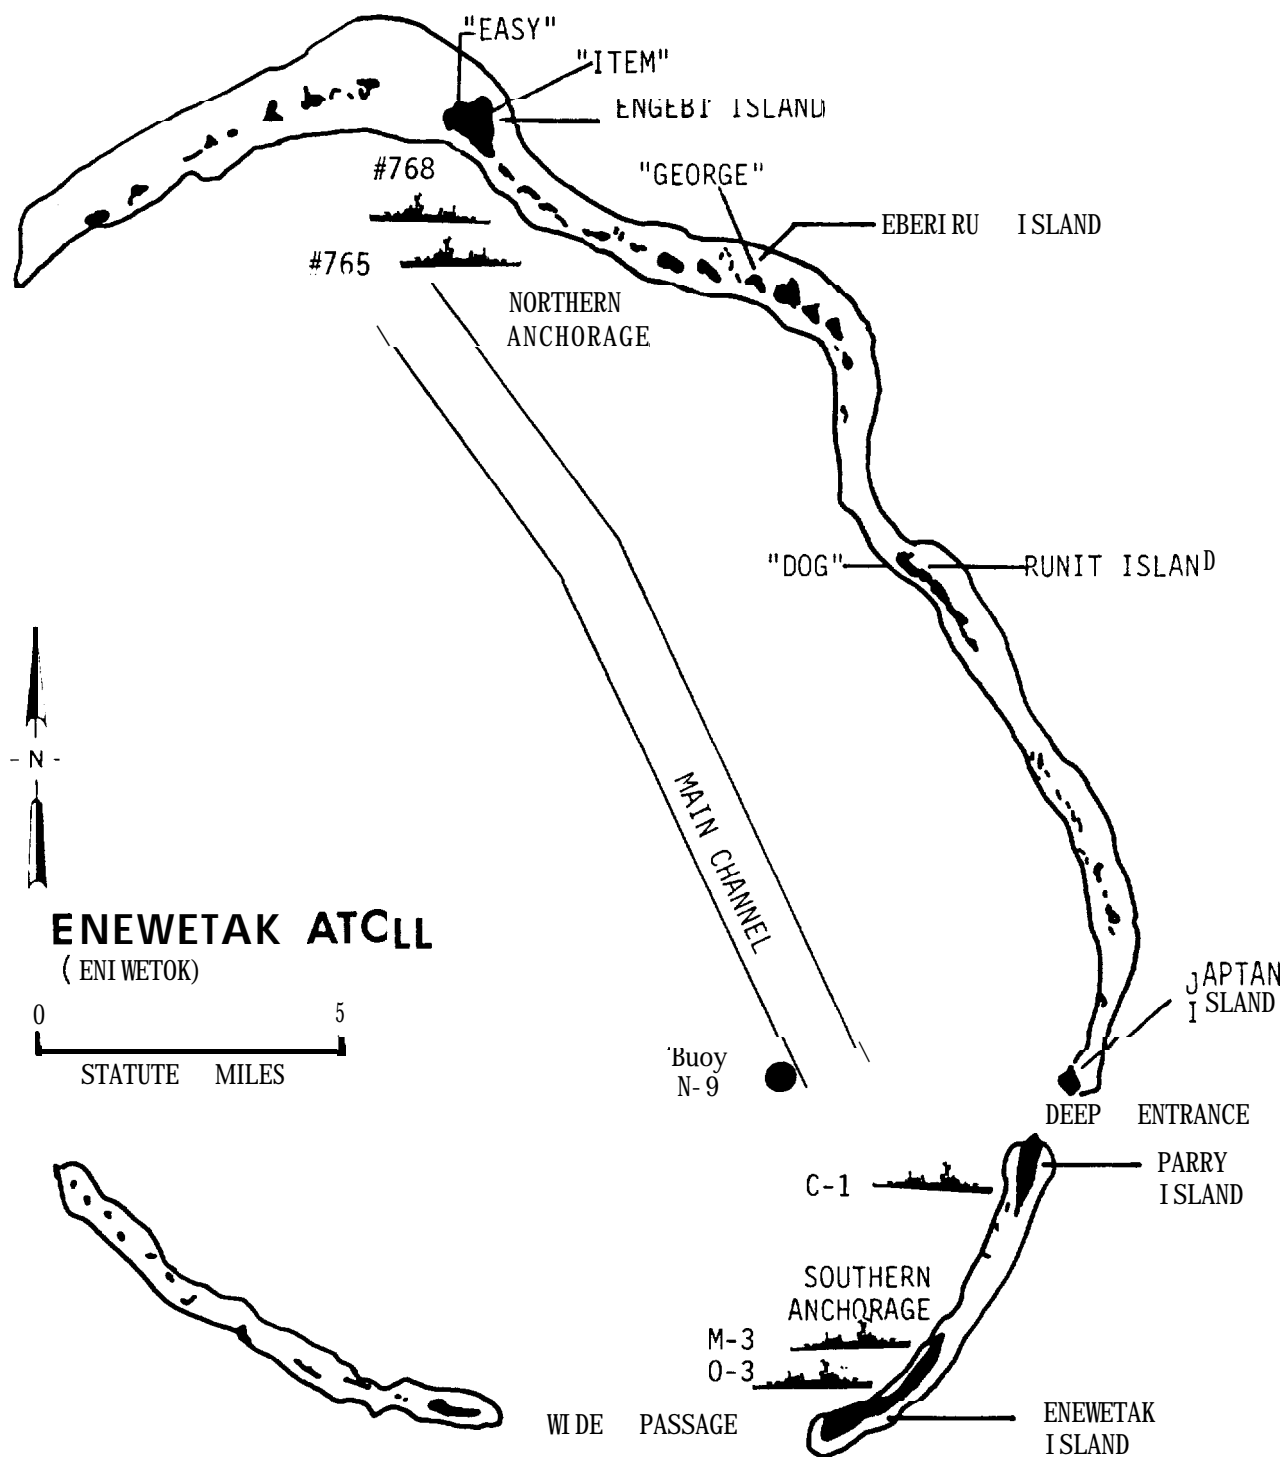 "EASY"
"ITEM"
ENGEBI ISLAND
#768
"GEORGE"
EBERIRU ISLAND
#765
NORTHERN
ANCHORAGE
"DOG"
RUNIT ISLAND
- N -
MAIN CHANNEL
ENEWETAK ATCLL
(ENIWETOK)
0 5
STATUTE MILES
JAPTAN
ISLAND
Buoy
N-9
DEEP ENTRANCE
C-1
PARRY
ISLAND
SOUTHERN
ANCHORAGE
M-3
O-3
WIDE PASSAGE
ENEWETAK
ISLAND